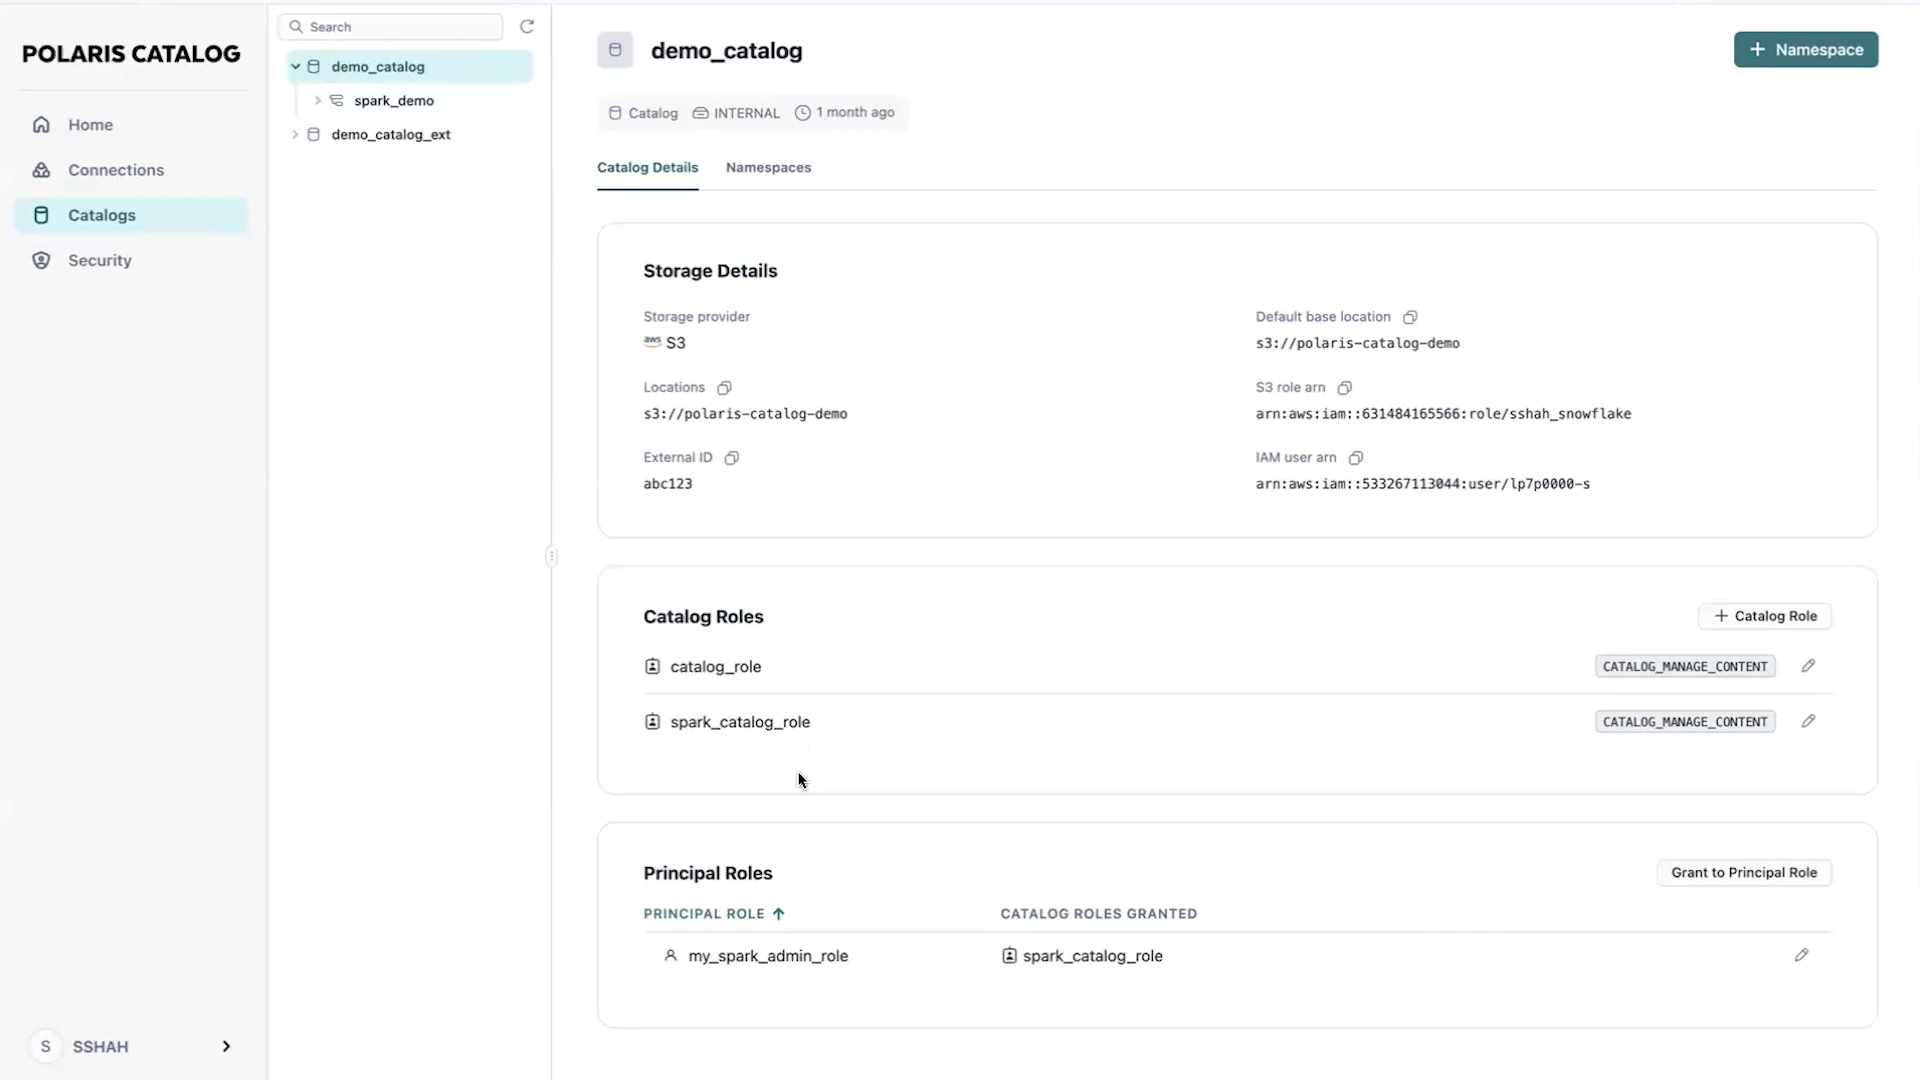 POLARIS CATALOG
Home
Connections
Catalogs
Security
S SSHAH
Search
demo_catalog
spark_demo
demo_catalog_ext
demo_catalog
+ Namespace
Catalog INTERNAL 1 month ago
Catalog Details Namespaces
Storage Details
Storage provider
aws S3
Default base location
s3://polaris-catalog-demo
Locations
s3://polaris-catalog-demo
S3 role arn
arn:aws:iam::631484165566:role/sshah_snowflake
External ID
abc123
IAM user arn
arn:aws:iam::533267113044:user/lp7p0000-s
Catalog Roles
+ Catalog Role
catalog_role CATALOG_MANAGE_CONTENT
spark_catalog_role CATALOG_MANAGE_CONTENT
Principal Roles
Grant to Principal Role
PRINCIPAL ROLE CATALOG ROLES GRANTED
my_spark_admin_role spark_catalog_role